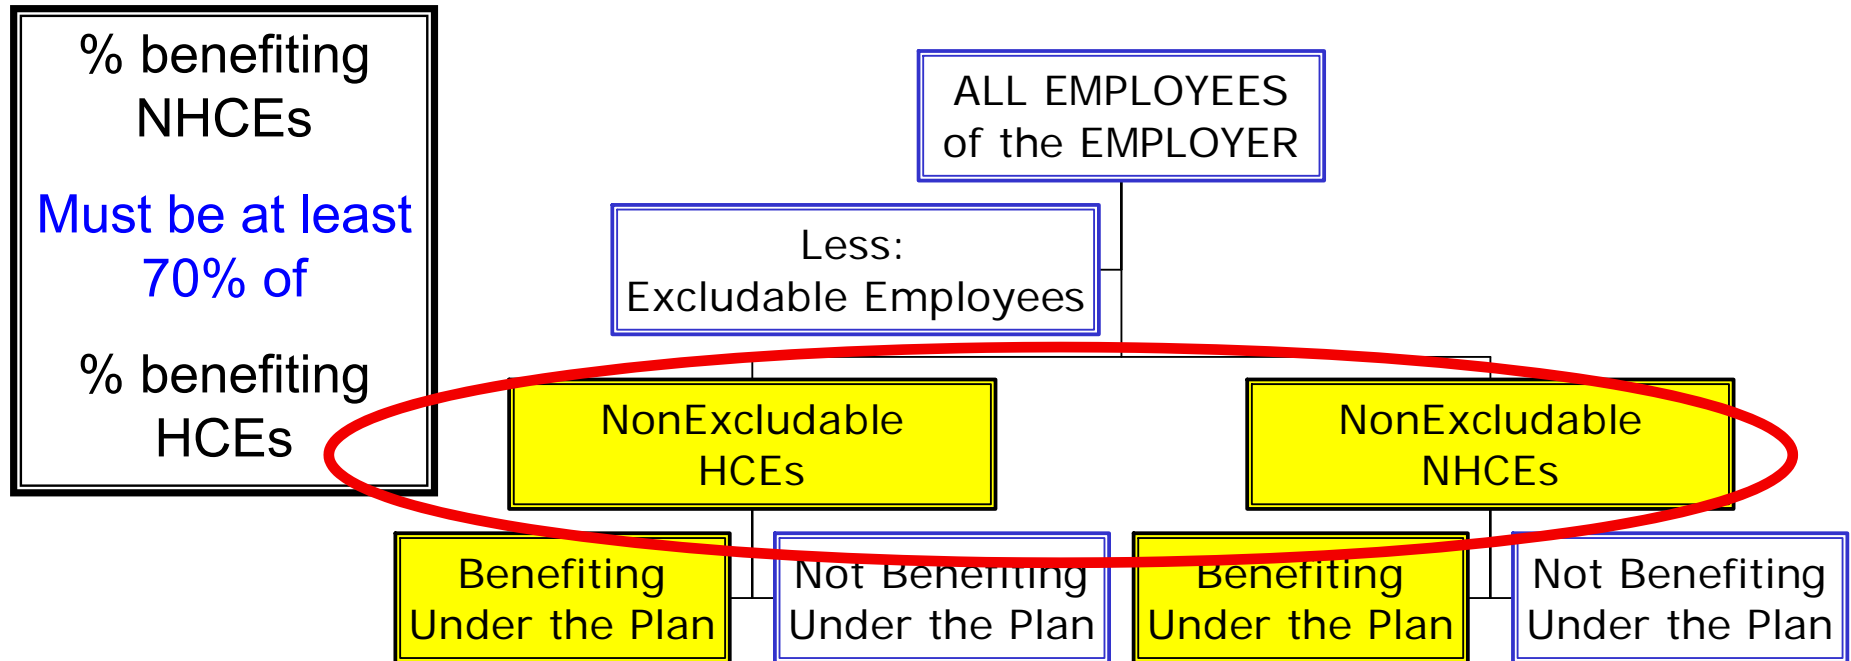 % benefiting
NHCEs
Must be at least
70% of
% benefiting
HCEs
ALL EMPLOYEES
of the EMPLOYER
Less:
Excludable Employees
NonExcludable
HCEs
NonExcludable
NHCEs
Benefiting
Under the Plan
Not Benefiting
Under the Plan
Benefiting
Under the Plan
Not Benefiting
Under the Plan